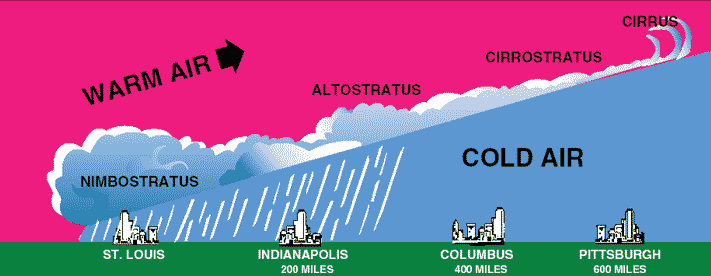 CIRRUS
CIRROSTRATUS
WARM AIR
ALTOSTRATUS
COLD AIR
NIMBOSTRATUS
ST. LOUIS
INDIANAPOLIS
200 MILES
COLUMBUS
400 MILES
PITTSBURGH
600 MILES